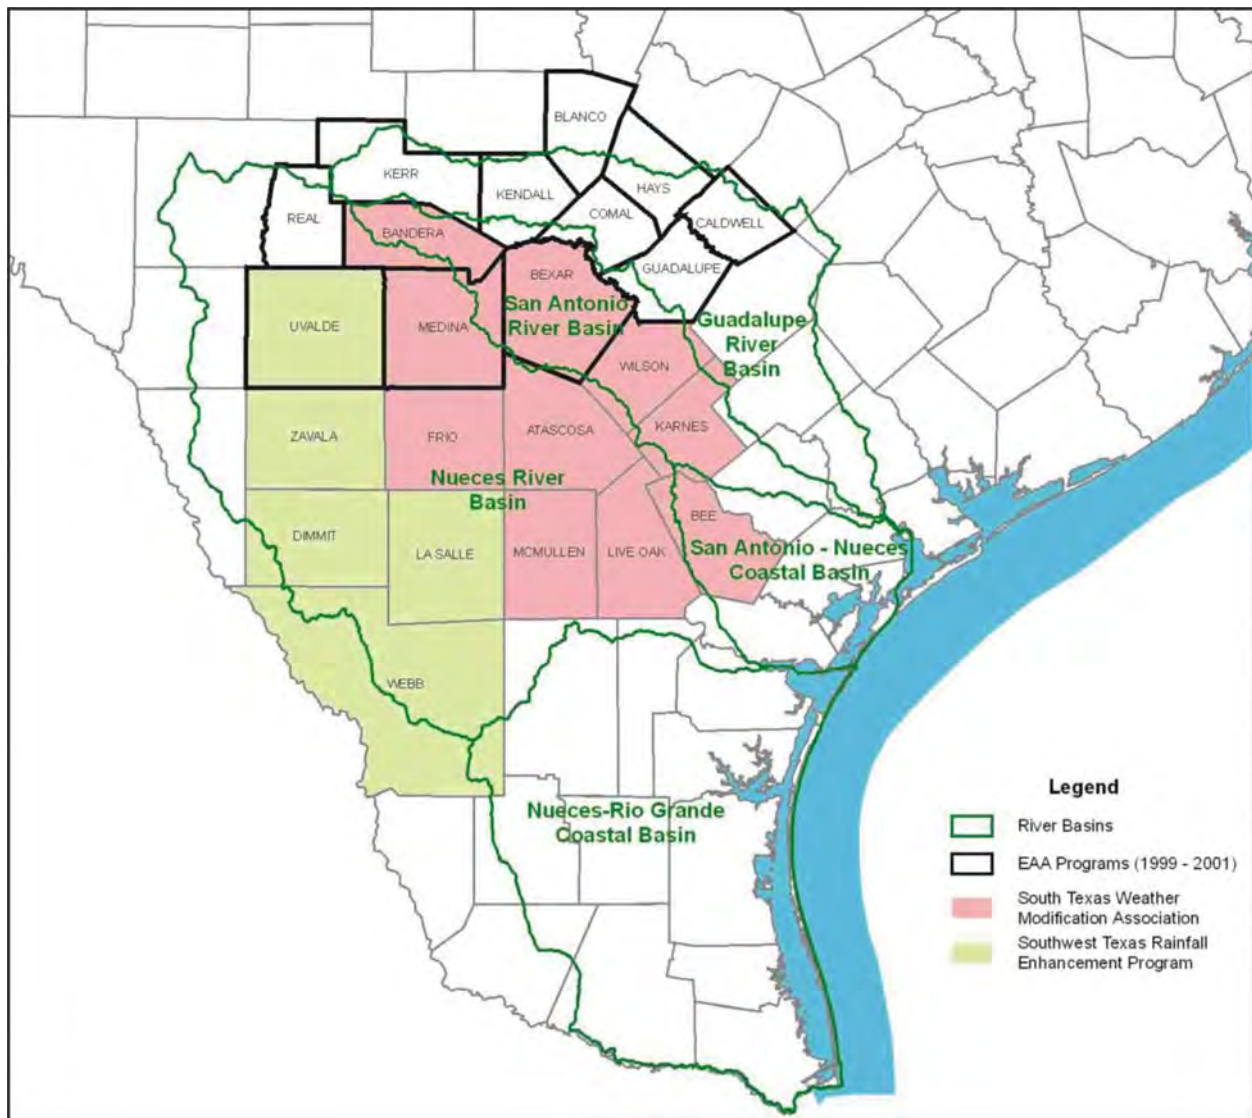 BLANCO
KERR
KENDALL
HAYS
REAL
COMAL
CALDWELL
BANDERA
GUADALUPE
BEXAR
San Antonio
River Basin
UVALDE
MEDINA
Guadalupe
River
Basin
WILSON
ZAVALA
FRIO
ATASCOSA
KARNES
Nueces River
Basin
BEE
DIMMIT
LA SALLE
MCMULLEN
LIVE OAK
San Antonio - Nueces
Coastal Basin
WEBB
Nueces-Rio Grande
Coastal Basin
Legend
River Basins
EAA Programs (1999 - 2001)
South Texas Weather
Modification Association
Southwest Texas Rainfall
Enhancement Program